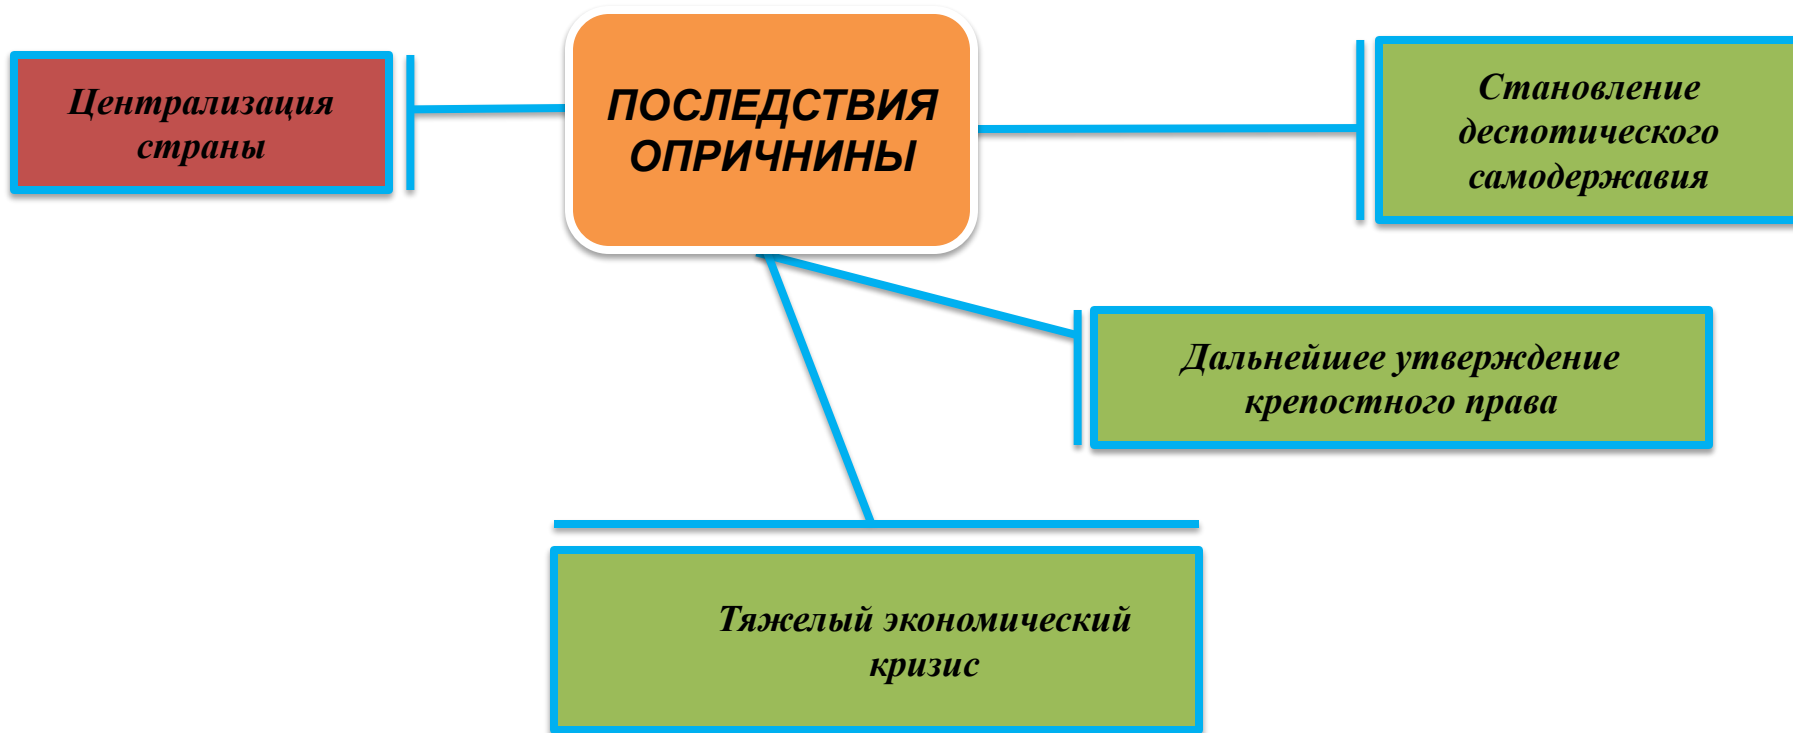 ПОСЛЕДСТВИЯ
ОПРИЧНИНЫ
Централизация
страны
Становление
деспотического
самодержавия
Дальнейшее утверждение
крепостного права
Тяжелый экономический
кризис